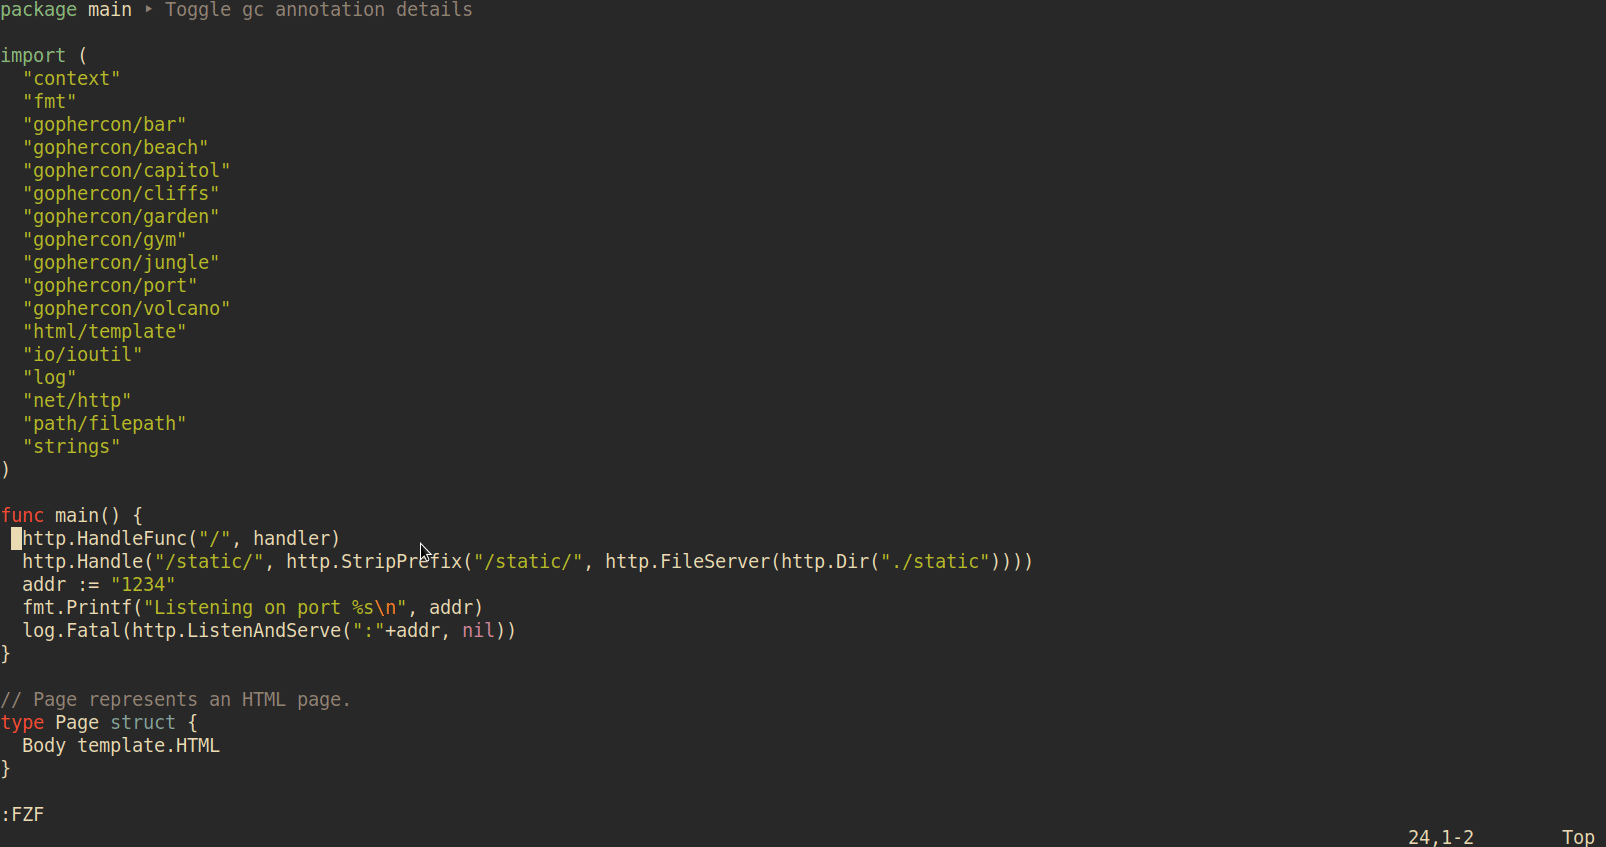 package main ‣ Toggle gc annotation details
import (
"context"
"fmt"
"gophercon/bar"
"gophercon/beach"
"gophercon/capitol"
"gophercon/cliffs"
"gophercon/garden"
"gophercon/gym"
"gophercon/jungle"
"gophercon/port"
"gophercon/volcano"
"html/template"
"io/ioutil"
"log"
"net/http"
"path/filepath"
"strings"
)
func main() {
http.HandleFunc("/", handler)
http.Handle("/static/", http.StripPrefix("/static/", http.FileServer(http.Dir("./static"))))
addr := "1234"
fmt.Printf("Listening on port %s\n", addr)
log.Fatal(http.ListenAndServe(":"+addr, nil))
}
// Page represents an HTML page.
type Page struct {
Body template.HTML
}
:FZF
24,1-2 Top